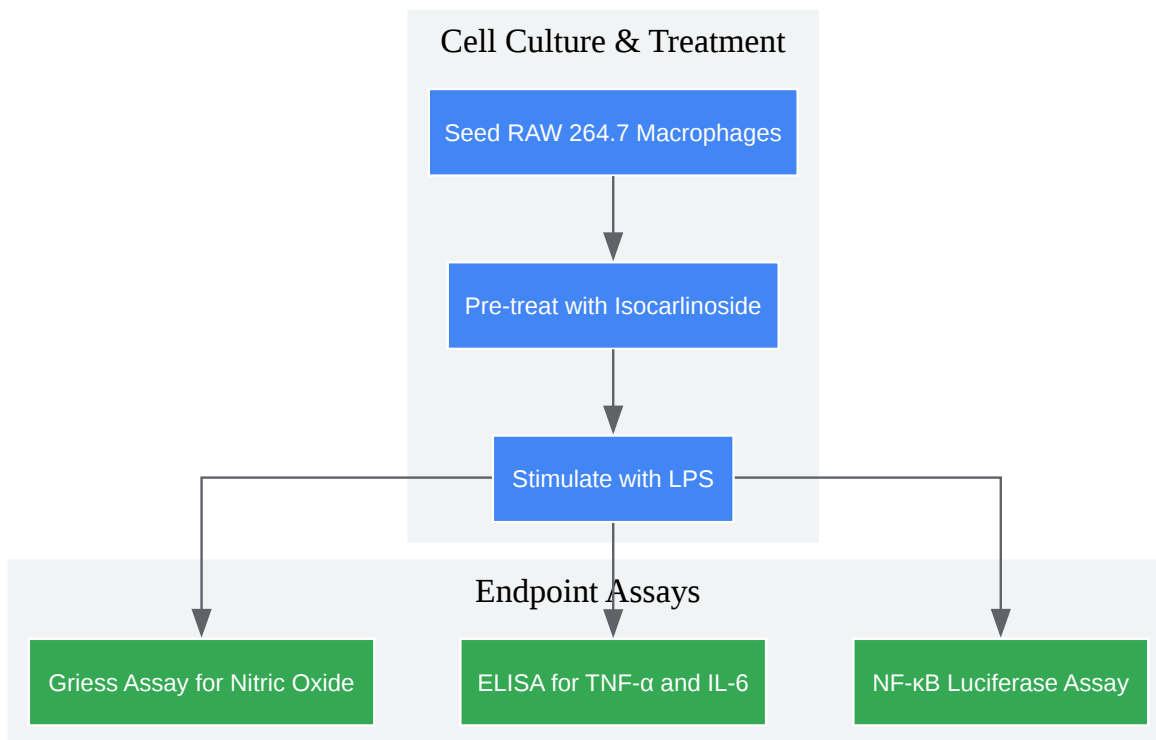 Cell Culture & Treatment
Seed RAW 264.7 Macrophages
Pre-treat with Isocarlinoside
Stimulate with LPS
Endpoint Assays
Griess Assay for Nitric Oxide
ELISA for TNF-α and IL-6
NF-κB Luciferase Assay